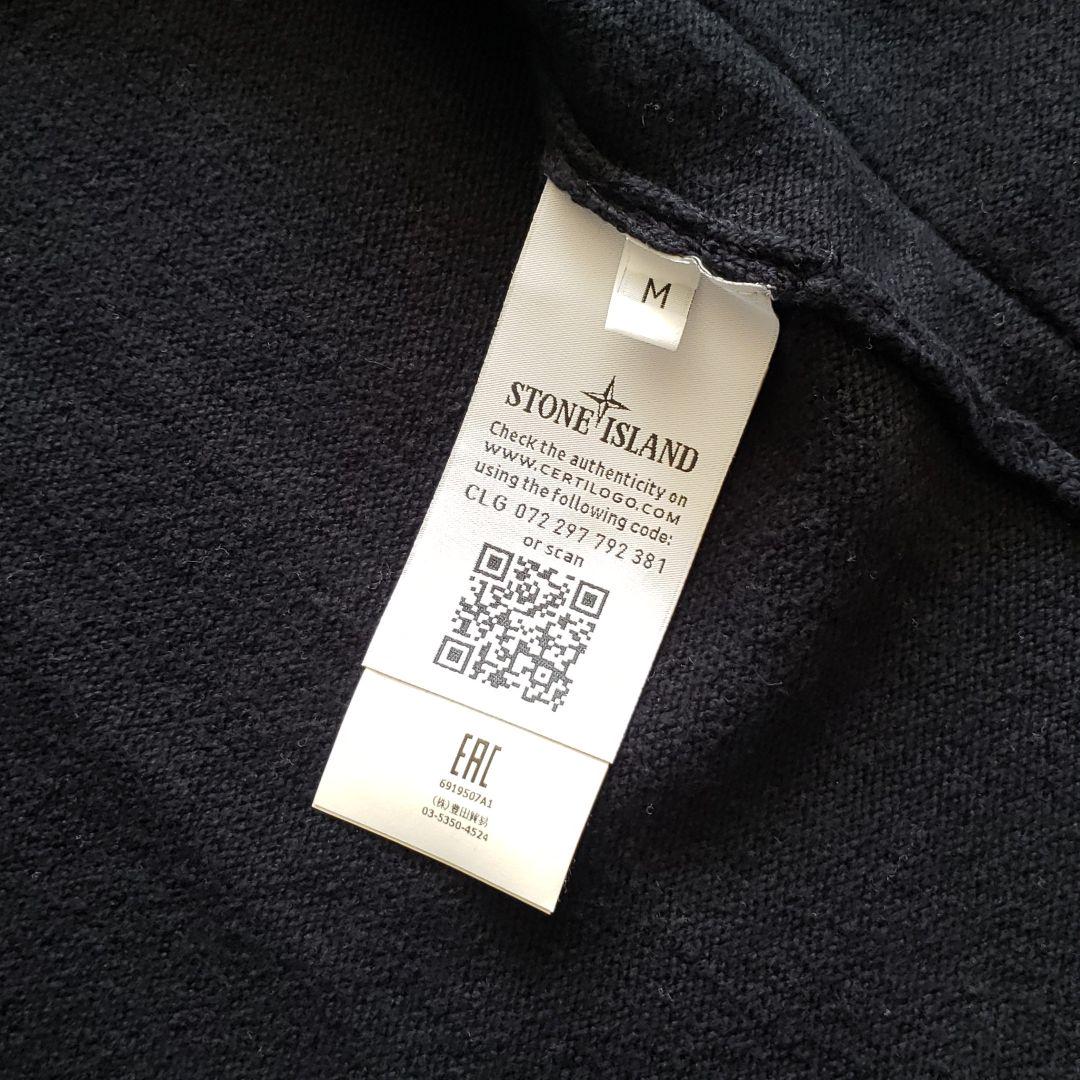 M
STONE ISLAND
Check the authenticity on
WWW.CERTILOGO.COM
using the following code:
CLG 072 297 792 381
or scan
EAC
6919507A1
(株)豊田貿易
03-5350-4524